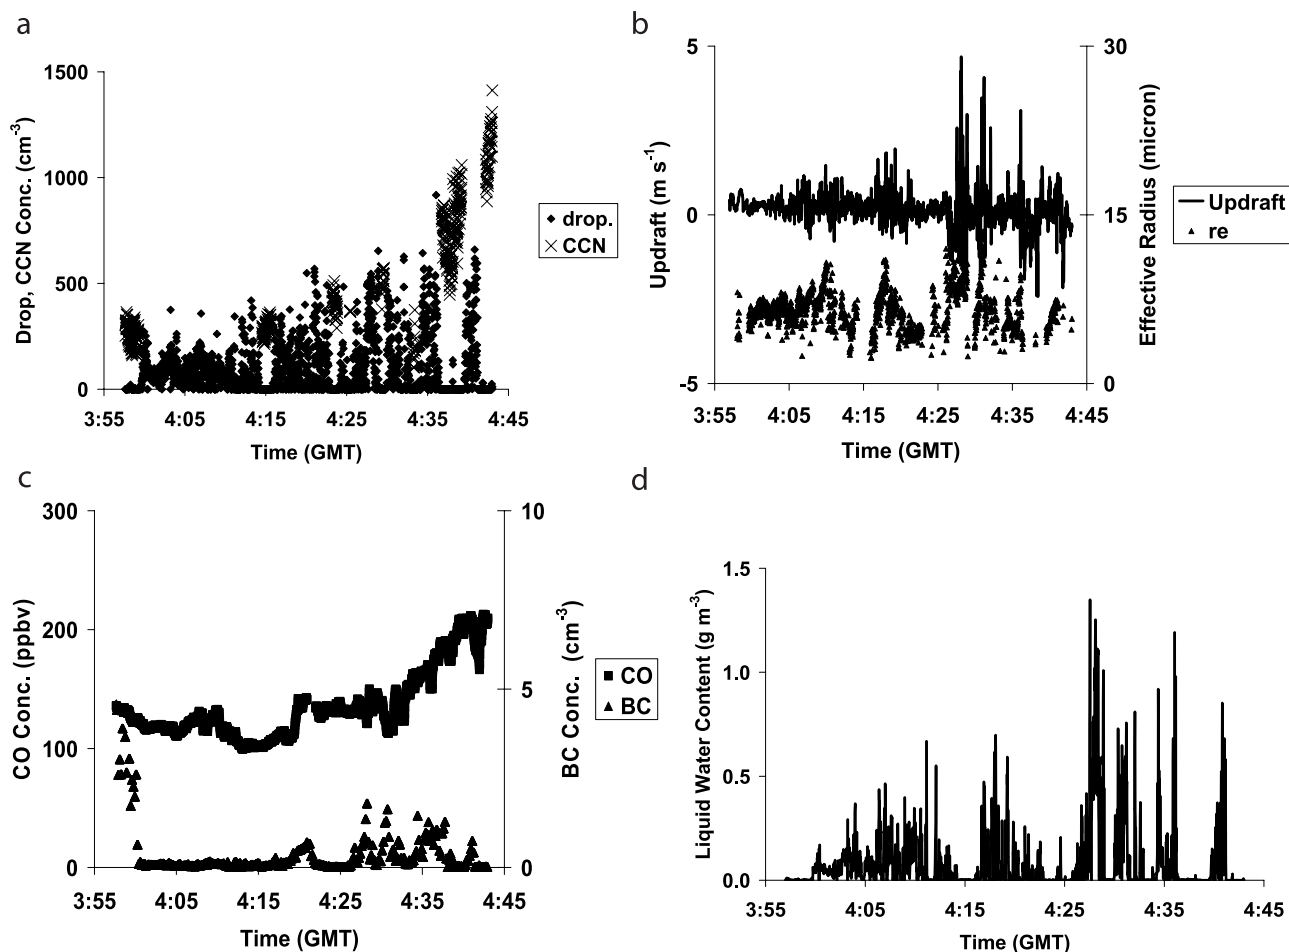 a
1500
1000
500
0
Drop, CCN Conc. (cm⁻³)
3:55 4:05 4:15 4:25 4:35 4:45
Time (GMT)
drop.
CCN
b
5
0
-5
Updraft (m s⁻¹)
30
15
0
Effective Radius (micron)
3:55 4:05 4:15 4:25 4:35 4:45
Time (GMT)
Updraft
re
c
300
200
100
0
CO Conc. (ppbv)
10
5
0
BC Conc. (cm⁻³)
3:55 4:05 4:15 4:25 4:35 4:45
Time (GMT)
CO
BC
d
1.5
1.0
0.5
0.0
Liquid Water Content (g m⁻³)
3:55 4:05 4:15 4:25 4:35 4:45
Time (GMT)